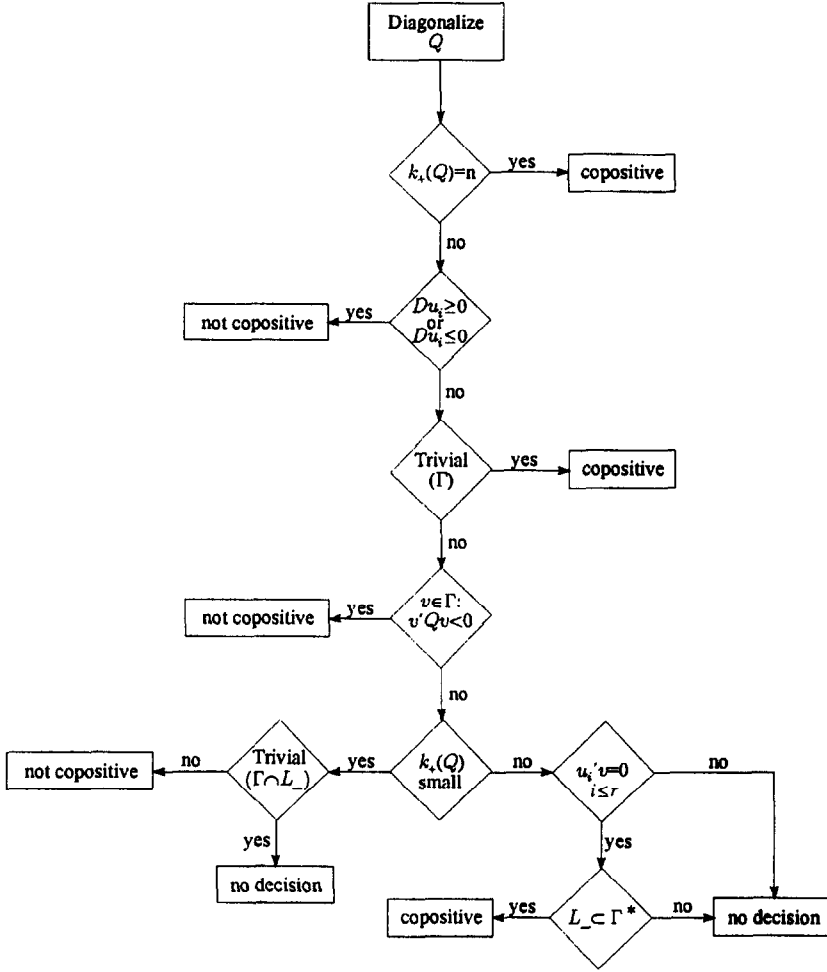 Diagonalize
Q
k₊(Q)=n
yes
copositive
no
Duᵢ≥0
or
Duᵢ≤0
yes
not copositive
no
Trivial
(Γ)
yes
copositive
no
v∈Γ:
v'Qv<0
yes
not copositive
no
not copositive
no
Trivial
(Γ∩L_)
yes
k₊(Q)
small
no
uᵢ'v=0
i≤r
no
yes
no decision
yes
copositive
yes
L_⊂Γ*
no
no decision